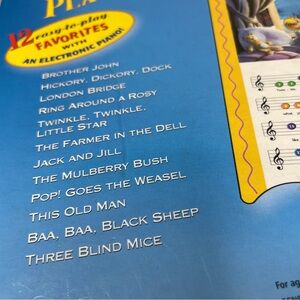 12 easy-to-play
FAVORITES
WITH
AN ELECTRONIC PIANO!
BROTHER JOHN
HICKORY, DICKORY, DOCK
LONDON BRIDGE
RING AROUND A ROSY
TWINKLE, TWINKLE,
LITTLE STAR
THE FARMER IN THE DELL
JACK AND JILL
THE MULBERRY BUSH
POP! GOES THE WEASEL
THIS OLD MAN
BAA, BAA, BLACK SHEEP
THREE BLIND MICE
For ag